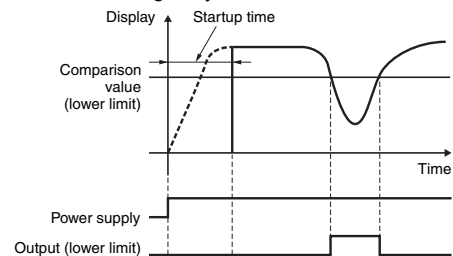 Display
Startup time
Comparison
value
(lower limit)
Time
Power supply
Output (lower limit)